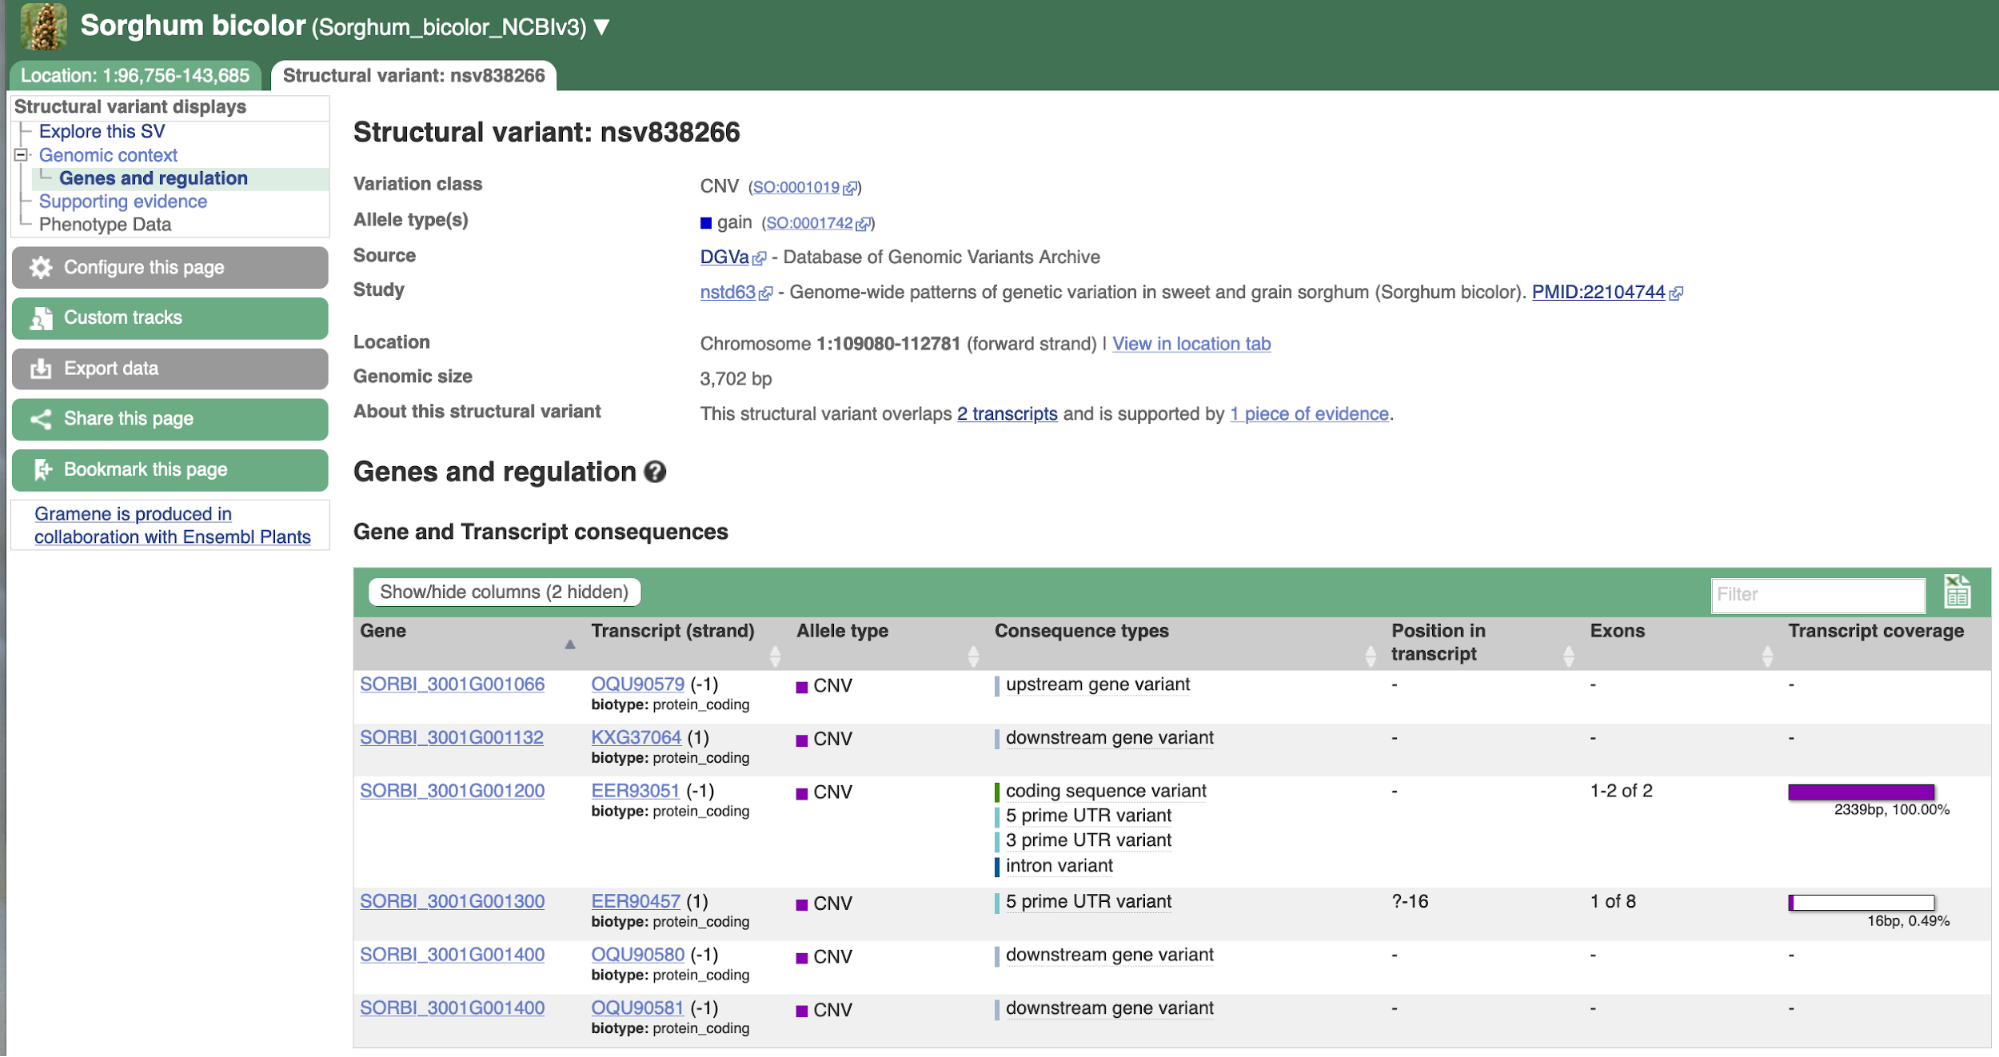 Sorghum bicolor (Sorghum_bicolor_NCBIv3) ▼
Location: 1:96,756-143,685
Structural variant: nsv838266
Structural variant displays
Explore this SV
Genomic context
Genes and regulation
Supporting evidence
Phenotype Data
Configure this page
Custom tracks
Export data
Share this page
Bookmark this page
Gramene is produced in
collaboration with Ensembl Plants
Structural variant: nsv838266
Variation class CNV (SO:0001019)
Allele type(s) gain (SO:0001742)
Source DGVa - Database of Genomic Variants Archive
Study nstd63 - Genome-wide patterns of genetic variation in sweet and grain sorghum (Sorghum bicolor). PMID:22104744
Location Chromosome 1:109080-112781 (forward strand) | View in location tab
Genomic size 3,702 bp
About this structural variant This structural variant overlaps 2 transcripts and is supported by 1 piece of evidence.
Genes and regulation ?
Gene and Transcript consequences
Show/hide columns (2 hidden)
Filter
Gene Transcript (strand) Allele type Consequence types Position in transcript Exons Transcript coverage
SORBI_3001G001066 OQU90579 (-1) CNV upstream gene variant - - -
biotype: protein_coding
SORBI_3001G001132 KXG37064 (1) CNV downstream gene variant - - -
biotype: protein_coding
SORBI_3001G001200 EER93051 (-1) CNV coding sequence variant - 1-2 of 2
biotype: protein_coding 5 prime UTR variant 2339bp, 100.00%
3 prime UTR variant
intron variant
SORBI_3001G001300 EER90457 (1) CNV 5 prime UTR variant ?-16 1 of 8
biotype: protein_coding 16bp, 0.49%
SORBI_3001G001400 OQU90580 (-1) CNV downstream gene variant - - -
biotype: protein_coding
SORBI_3001G001400 OQU90581 (-1) CNV downstream gene variant - - -
biotype: protein_coding